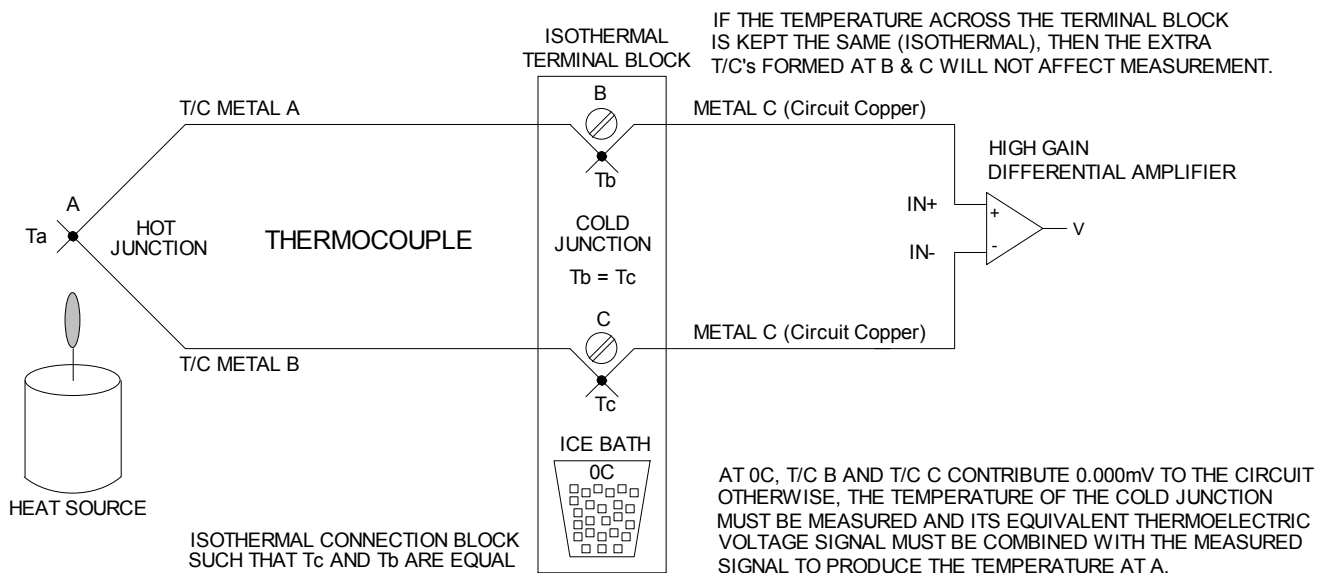 IF THE TEMPERATURE ACROSS THE TERMINAL BLOCK
IS KEPT THE SAME (ISOTHERMAL), THEN THE EXTRA
T/C's FORMED AT B & C WILL NOT AFFECT MEASUREMENT.
ISOTHERMAL
TERMINAL BLOCK
B
T/C METAL A
METAL C (Circuit Copper)
Tb
HIGH GAIN
DIFFERENTIAL AMPLIFIER
A
Ta
HOT
JUNCTION
THERMOCOUPLE
COLD
JUNCTION
Tb = Tc
IN+
IN-
+
-
V
C
T/C METAL B
METAL C (Circuit Copper)
Tc
ICE BATH
0C
HEAT SOURCE
ISOTHERMAL CONNECTION BLOCK
SUCH THAT Tc AND Tb ARE EQUAL
AT 0C, T/C B AND T/C C CONTRIBUTE 0.000mV TO THE CIRCUIT
OTHERWISE, THE TEMPERATURE OF THE COLD JUNCTION
MUST BE MEASURED AND ITS EQUIVALENT THERMOELECTRIC
VOLTAGE SIGNAL MUST BE COMBINED WITH THE MEASURED
SIGNAL TO PRODUCE THE TEMPERATURE AT A.